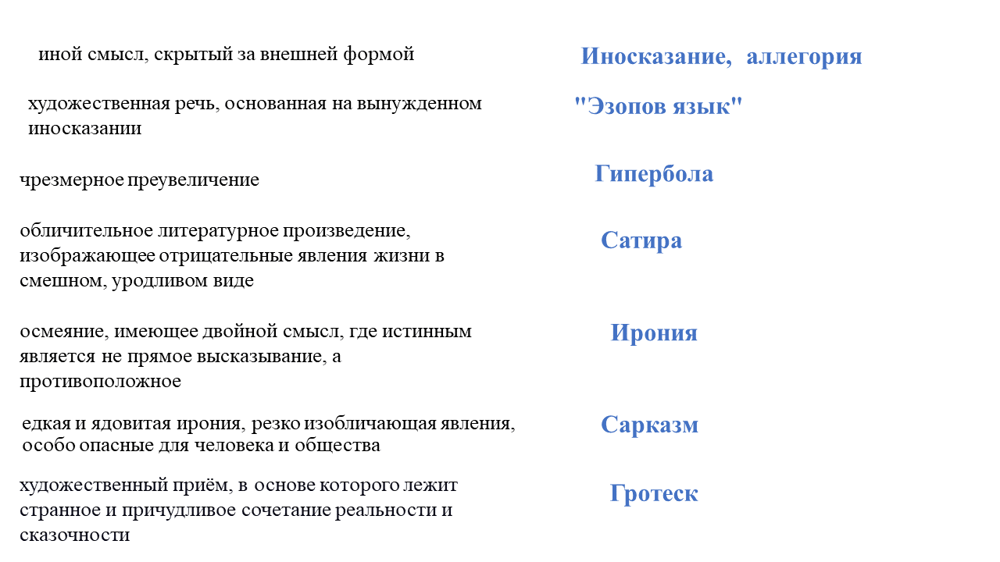 иной смысл, скрытый за внешней формой
Иносказание, аллегория
художественная речь, основанная на вынужденном
иносказании
"Эзопов язык"
чрезмерное преувеличение
Гипербола
обличительное литературное произведение,
изображающее отрицательные явления жизни в
смешном, уродливом виде
Сатира
осмеяние, имеющее двойной смысл, где истинным
является не прямое высказывание, а
противоположное
Ирония
едкая и ядовитая ирония, резко изобличающая явления,
особо опасные для человека и общества
Сарказм
художественный приём, в основе которого лежит
странное и причудливое сочетание реальности и
сказочности
Гротеск